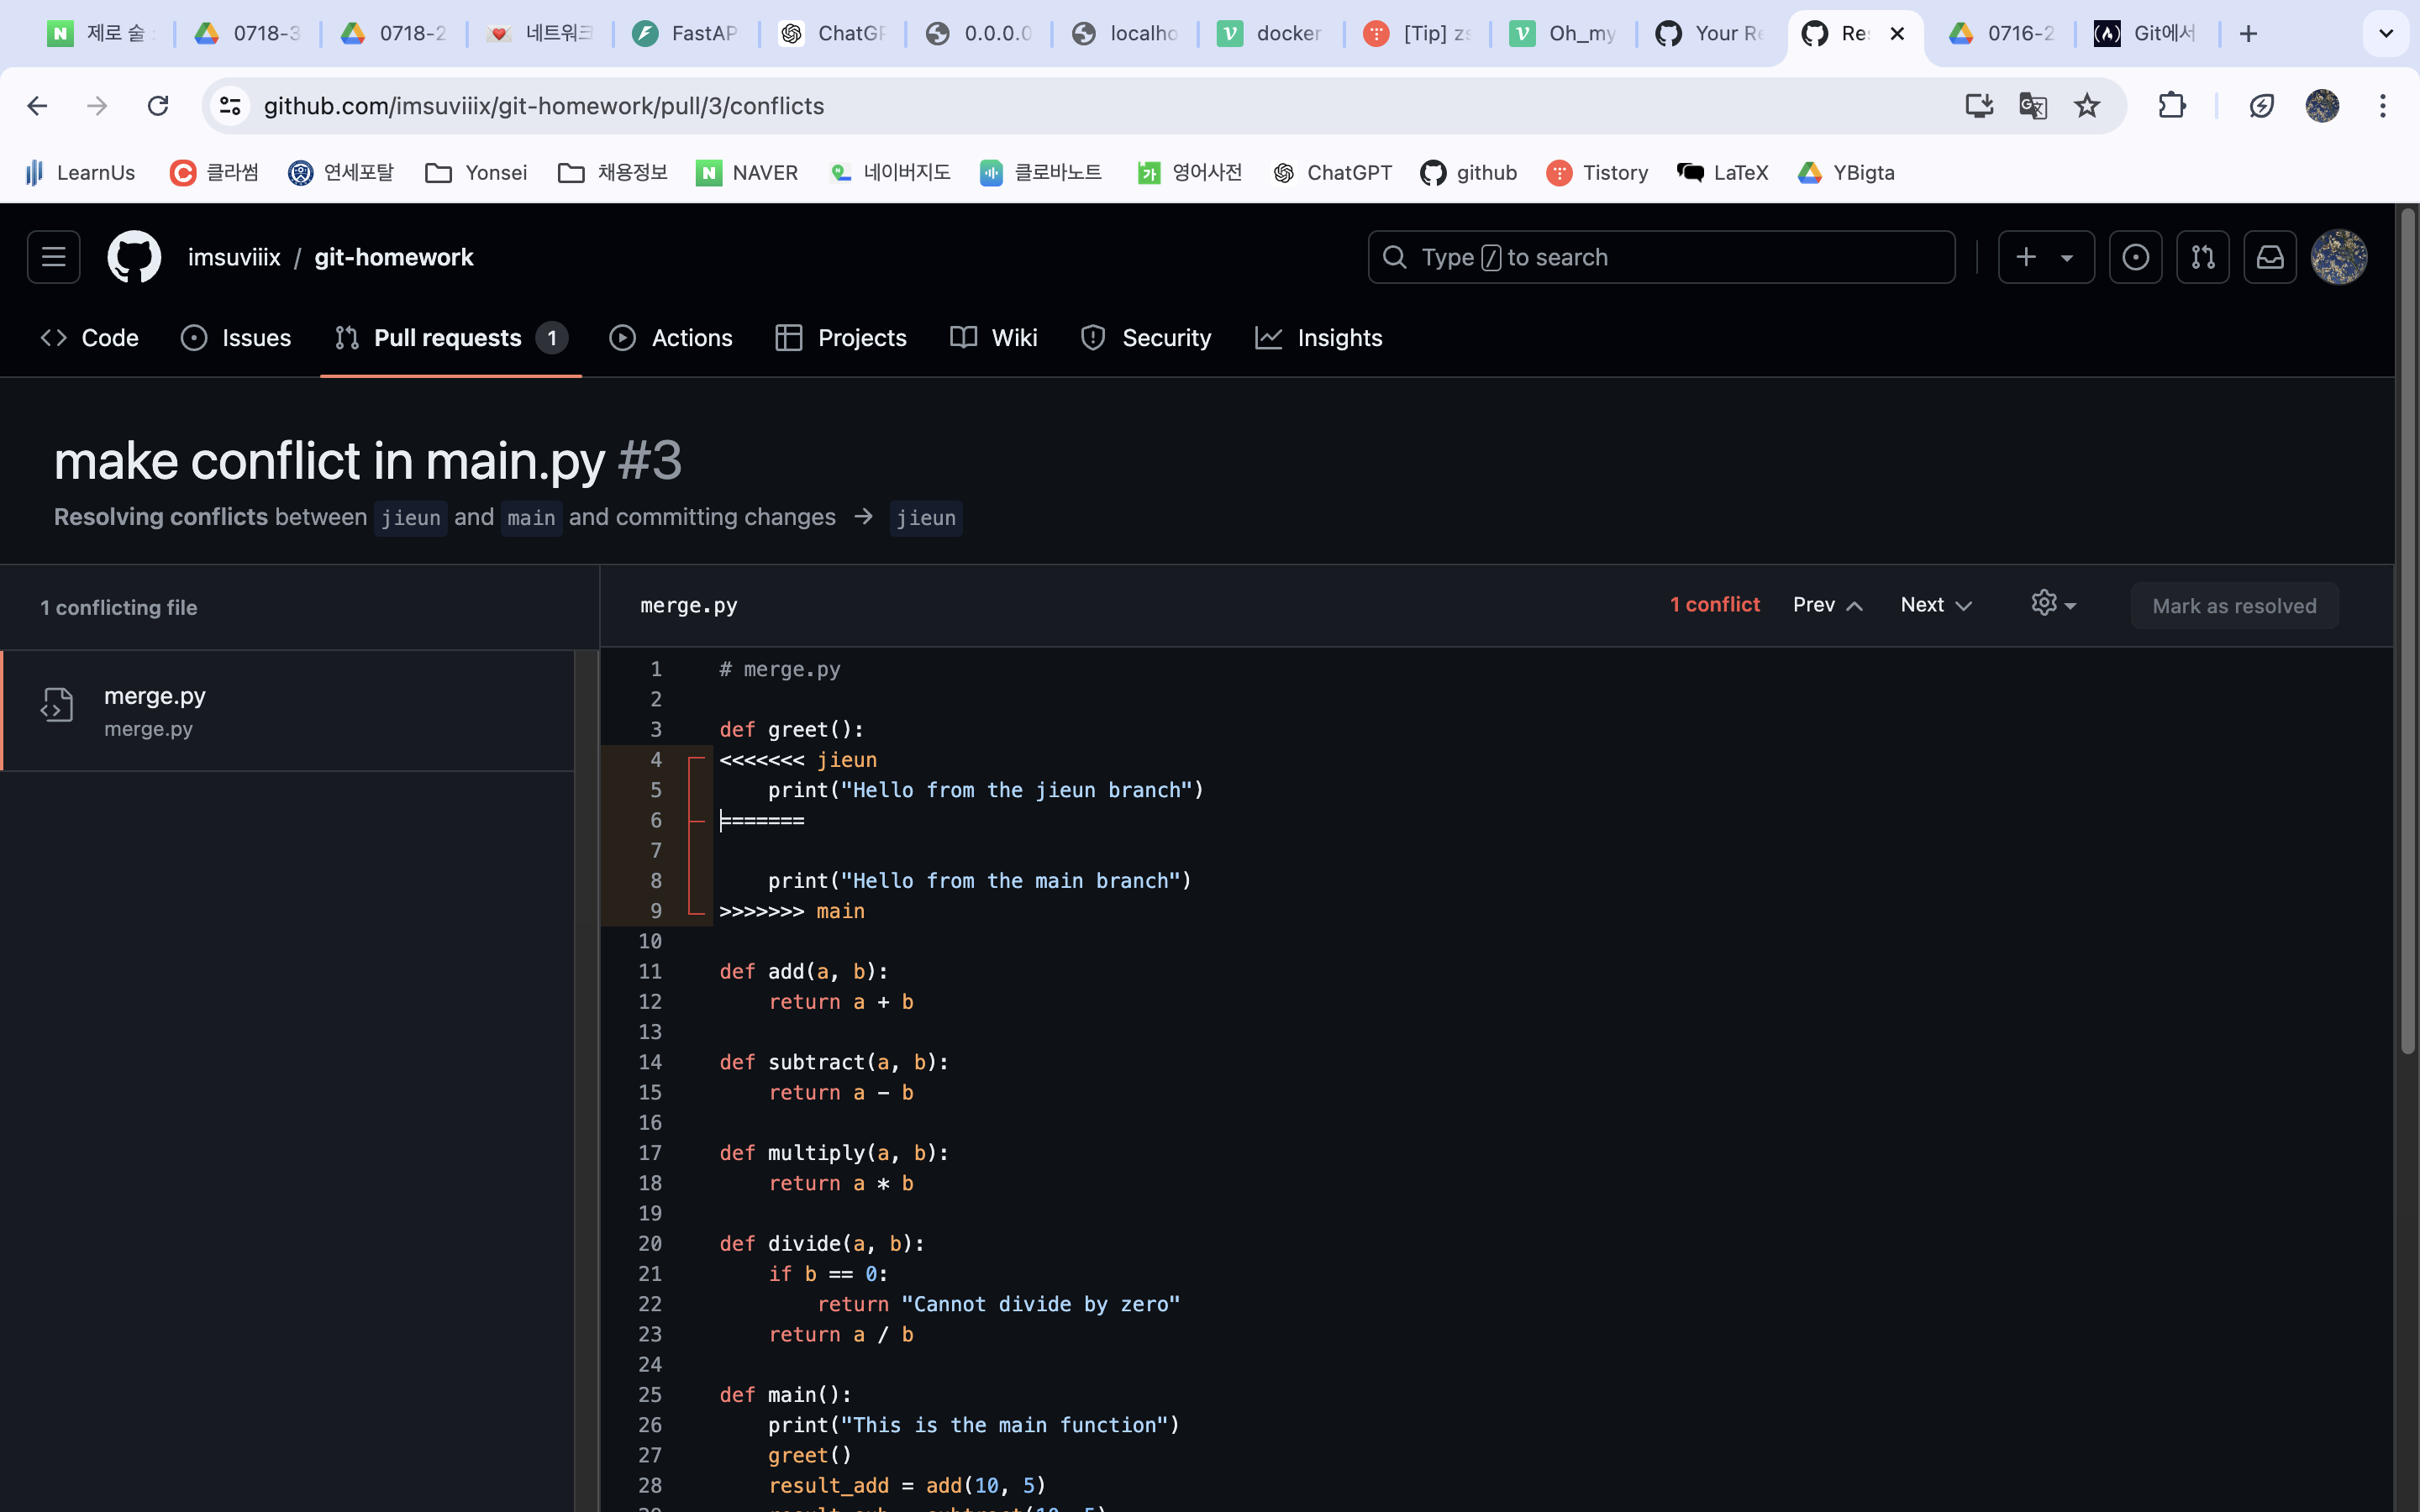 제로 술
0718-3
0718-2
네트워크
FastAP
ChatGP
0.0.0.0
localho
docker
[Tip] zs
Oh_my
Your Re
Res
0716-2
Git에서
github.com/imsuviiix/git-homework/pull/3/conflicts
LearnUs
클라썸
연세포탈
Yonsei
채용정보
NAVER
네이버지도
클로바노트
영어사전
ChatGPT
github
Tistory
LaTeX
YBigta
imsuviiix / git-homework
Type / to search
Code
Issues
Pull requests 1
Actions
Projects
Wiki
Security
Insights
make conflict in main.py #3
Resolving conflicts between jieun and main and committing changes → jieun
1 conflicting file
merge.py
1 conflict
Prev
Next
Mark as resolved
merge.py
merge.py
1 # merge.py
2
3 def greet():
4 <<<<<<< jieun
5     print("Hello from the jieun branch")
6 =======
7
8     print("Hello from the main branch")
9 >>>>>>> main
10
11 def add(a, b):
12     return a + b
13
14 def subtract(a, b):
15     return a - b
16
17 def multiply(a, b):
18     return a * b
19
20 def divide(a, b):
21     if b == 0:
22         return "Cannot divide by zero"
23     return a / b
24
25 def main():
26     print("This is the main function")
27     greet()
28     result_add = add(10, 5)